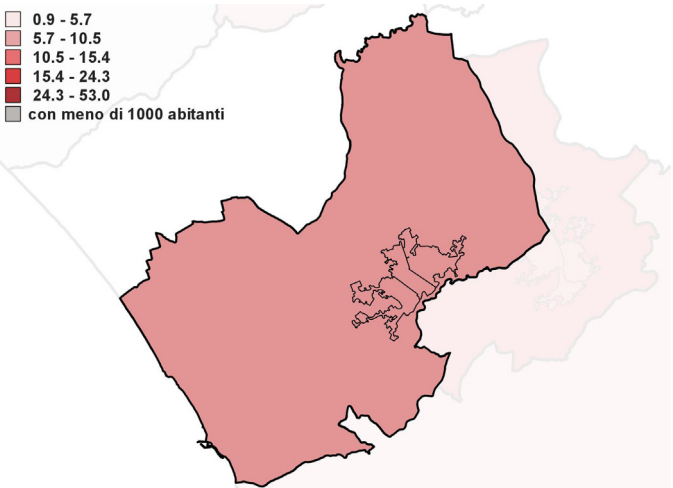 0.9 - 5.7
5.7 - 10.5
10.5 - 15.4
15.4 - 24.3
24.3 - 53.0
con meno di 1000 abitanti